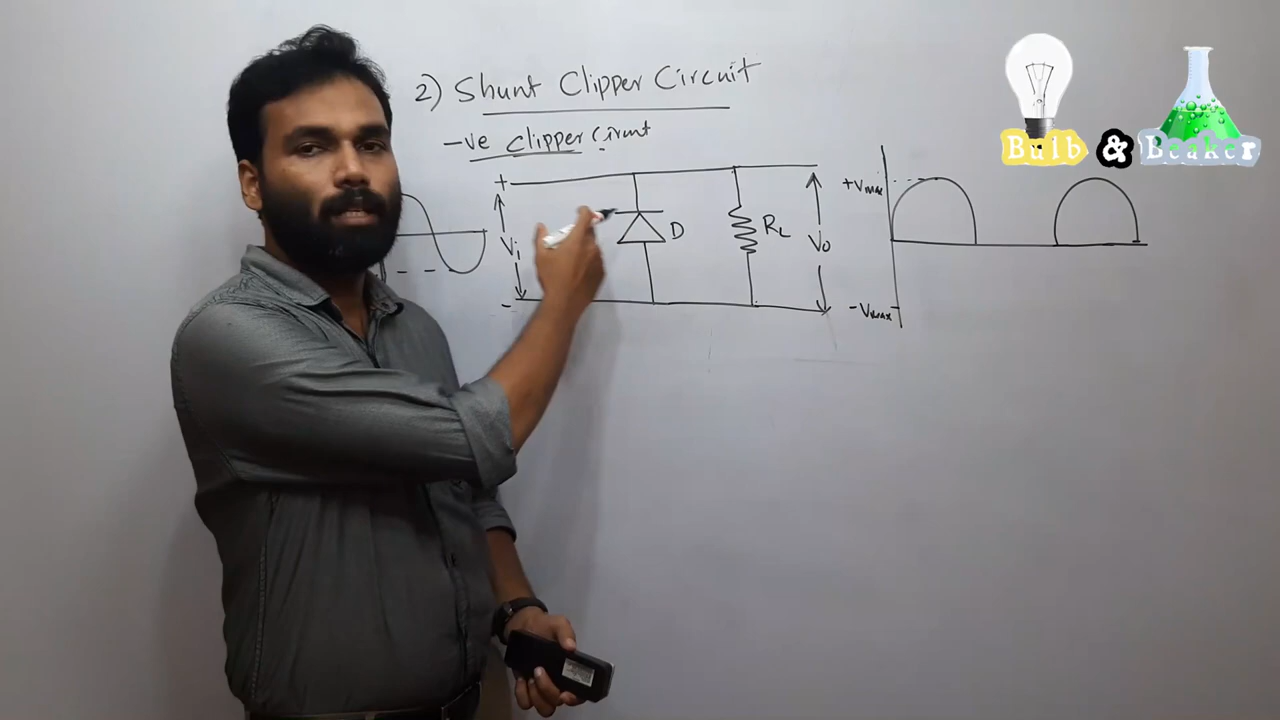 2) Shunt Clipper Circuit
-ve Clipper Circuit
+
Vi
-
D
RL
Vo
+Vmax
-Vmax
Bulb & Beaker